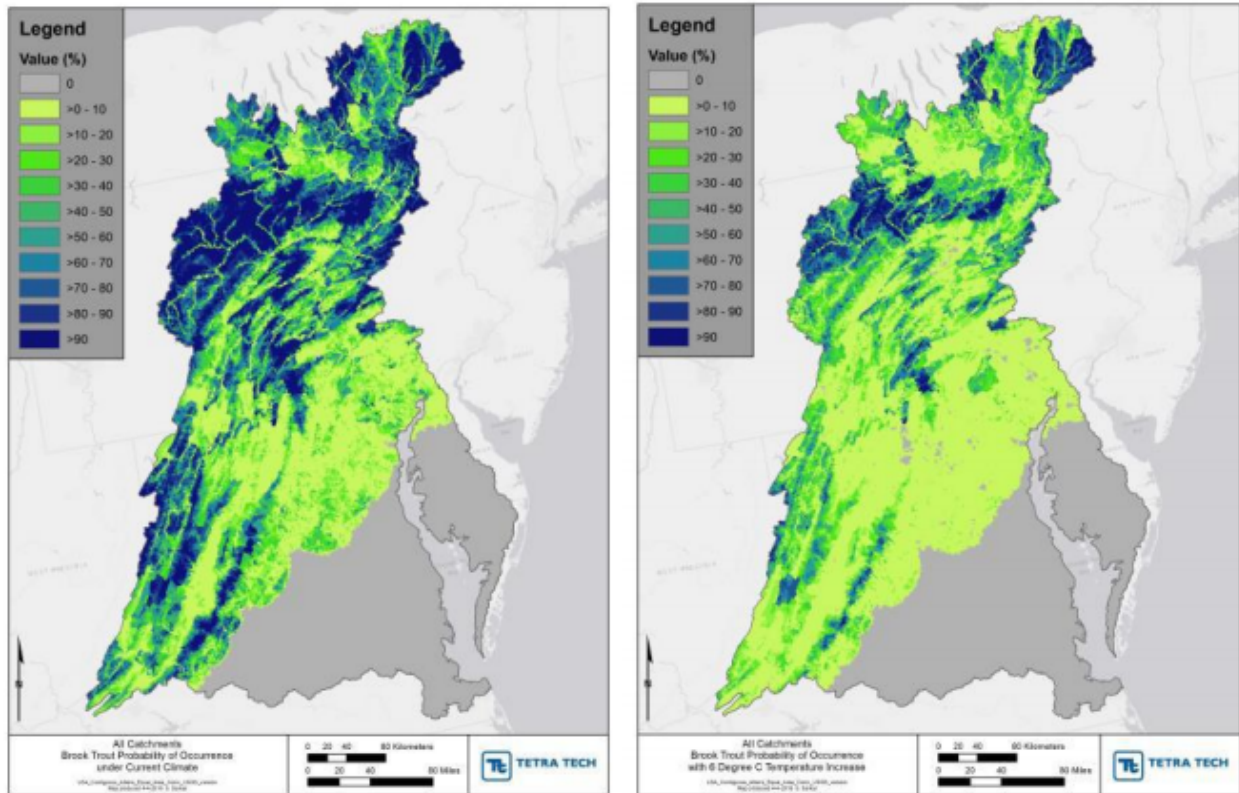 Legend
Value (%)
0
>0 - 10
>10 - 20
>20 - 30
>30 - 40
>40 - 50
>50 - 60
>60 - 70
>70 - 80
>80 - 90
>90
N
All Catchments
Brook Trout Probability of Occurrence
under Current Climate
0 20 40 80 Kilometers
0 20 40 80 Miles
Tt
TETRA TECH
Legend
Value (%)
0
>0 - 10
>10 - 20
>20 - 30
>30 - 40
>40 - 50
>50 - 60
>60 - 70
>70 - 80
>80 - 90
>90
N
All Catchments
Brook Trout Probability of Occurrence
with 6 Degree C Temperature Increase
0 20 40 80 Kilometers
0 20 40 80 Miles
Tt
TETRA TECH